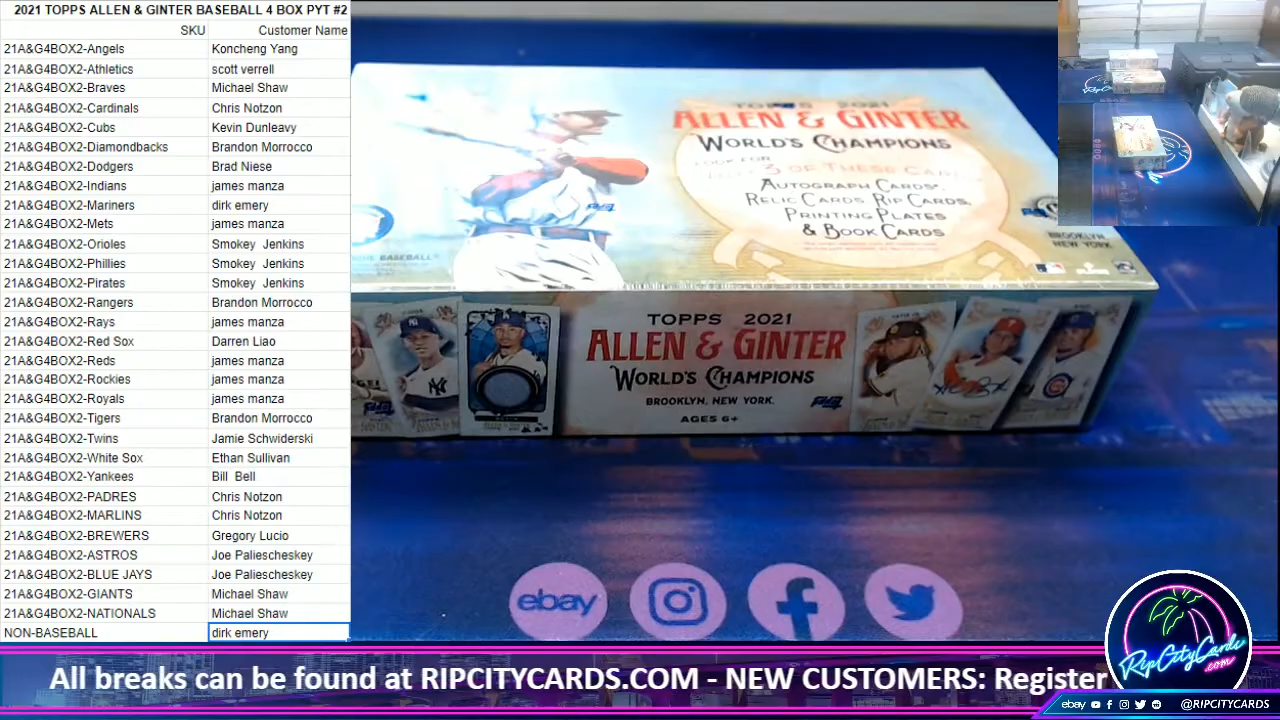 2021 TOPPS ALLEN & GINTER BASEBALL 4 BOX PYT #2
SKU Customer Name
21A&G4BOX2-Angels Koncheng Yang
21A&G4BOX2-Athletics scott verrell
21A&G4BOX2-Braves Michael Shaw
21A&G4BOX2-Cardinals Chris Notzon
21A&G4BOX2-Cubs Kevin Dunleavy
21A&G4BOX2-Diamondbacks Brandon Morrocco
21A&G4BOX2-Dodgers Brad Niese
21A&G4BOX2-Indians james manza
21A&G4BOX2-Mariners dirk emery
21A&G4BOX2-Mets james manza
21A&G4BOX2-Orioles Smokey Jenkins
21A&G4BOX2-Phillies Smokey Jenkins
21A&G4BOX2-Pirates Smokey Jenkins
21A&G4BOX2-Rangers Brandon Morrocco
21A&G4BOX2-Rays james manza
21A&G4BOX2-Red Sox Darren Liao
21A&G4BOX2-Reds james manza
21A&G4BOX2-Rockies james manza
21A&G4BOX2-Royals james manza
21A&G4BOX2-Tigers Brandon Morrocco
21A&G4BOX2-Twins Jamie Schwiderski
21A&G4BOX2-White Sox Ethan Sullivan
21A&G4BOX2-Yankees Bill Bell
21A&G4BOX2-PADRES Chris Notzon
21A&G4BOX2-MARLINS Chris Notzon
21A&G4BOX2-BREWERS Gregory Lucio
21A&G4BOX2-ASTROS Joe Paliescheskey
21A&G4BOX2-BLUE JAYS Joe Paliescheskey
21A&G4BOX2-GIANTS Michael Shaw
21A&G4BOX2-NATIONALS Michael Shaw
NON-BASEBALL dirk emery
TOPPS 2021
ALLEN & GINTER
WORLD'S CHAMPIONS
LOOK FOR
3 OF THESE
AUTOGRAPH CARDS,
RELIC CARDS, RIP CARDS,
PRINTING PLATES
& BOOK CARDS
BROOKLYN,
NEW YORK
BASEBALL
TOPPS 2021
ALLEN & GINTER
WORLD'S CHAMPIONS
BROOKLYN, NEW YORK.
AGES 6+
ebay
RipCityCards
.com
All breaks can be found at RIPCITYCARDS.COM - NEW CUSTOMERS: Register
ebay @RIPCITYCARDS